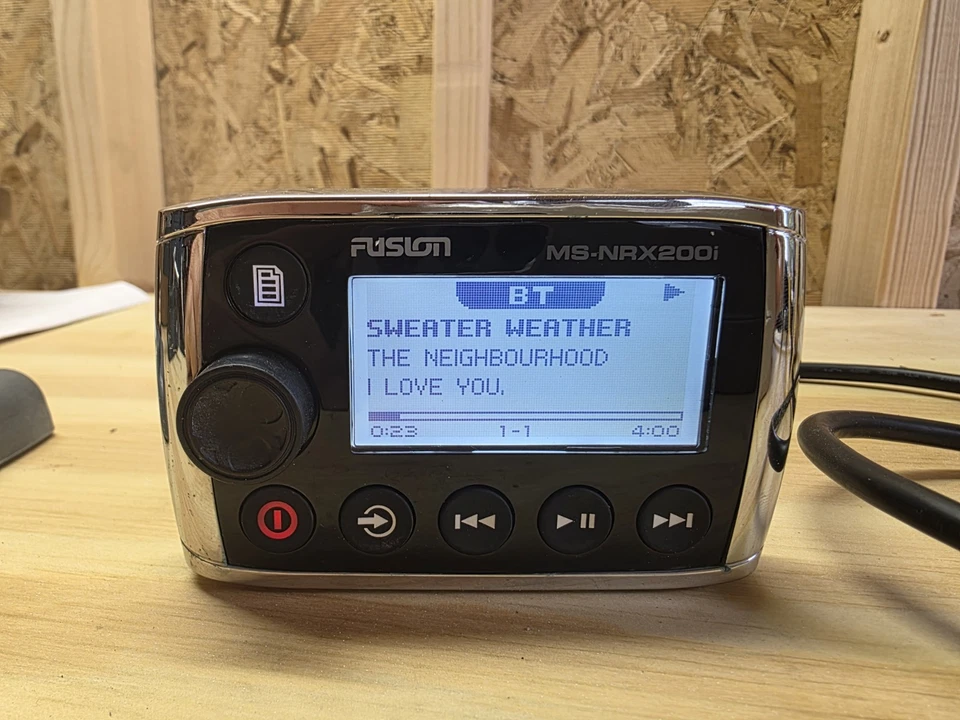 FUSION
MS-NRX200i
BT
SWEATER WEATHER
THE NEIGHBOURHOOD
I LOVE YOU.
0:23 1-1 4:00